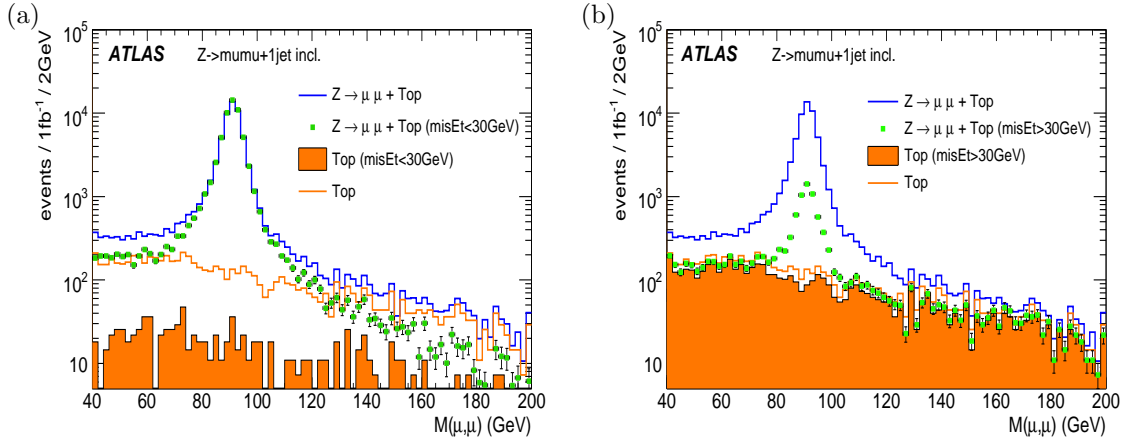 (a)
events / 1fb⁻¹ / 2GeV
10⁵
10⁴
10³
10²
10
ATLAS Z->mumu+1jet incl.
Z → μ μ + Top
Z → μ μ + Top (misEt<30GeV)
Top (misEt<30GeV)
Top
40 60 80 100 120 140 160 180 200
M(μ,μ) (GeV)
(b)
events / 1fb⁻¹ / 2GeV
10⁵
10⁴
10³
10²
10
ATLAS Z->mumu+1jet incl.
Z → μ μ + Top
Z → μ μ + Top (misEt>30GeV)
Top (misEt>30GeV)
Top
40 60 80 100 120 140 160 180 200
M(μ,μ) (GeV)